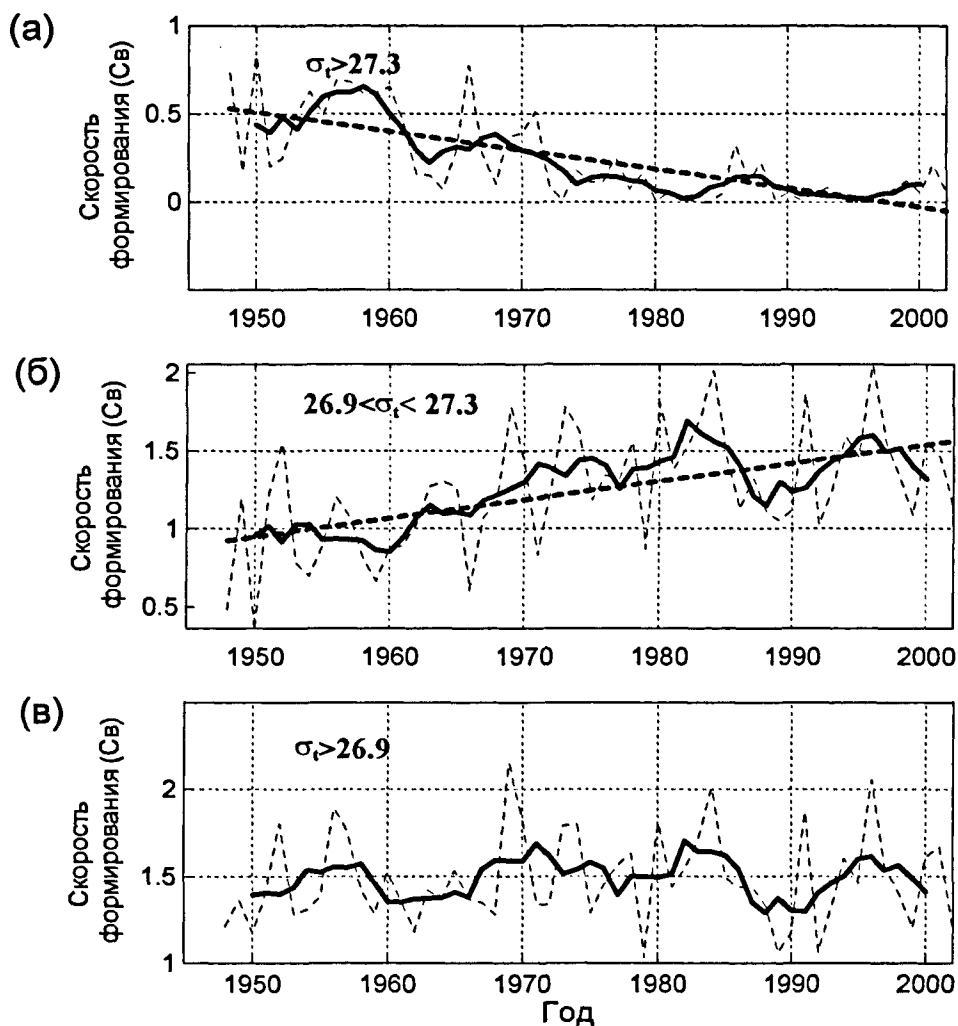 (а)
Скорость
формирования (Св)
1
0.5
0
σt>27.3
1950 1960 1970 1980 1990 2000
(б)
Скорость
формирования (Св)
2
1.5
1
0.5
26.9<σt< 27.3
1950 1960 1970 1980 1990 2000
(в)
Скорость
формирования (Св)
2
1.5
1
σt>26.9
1950 1960 1970 1980 1990 2000
Год